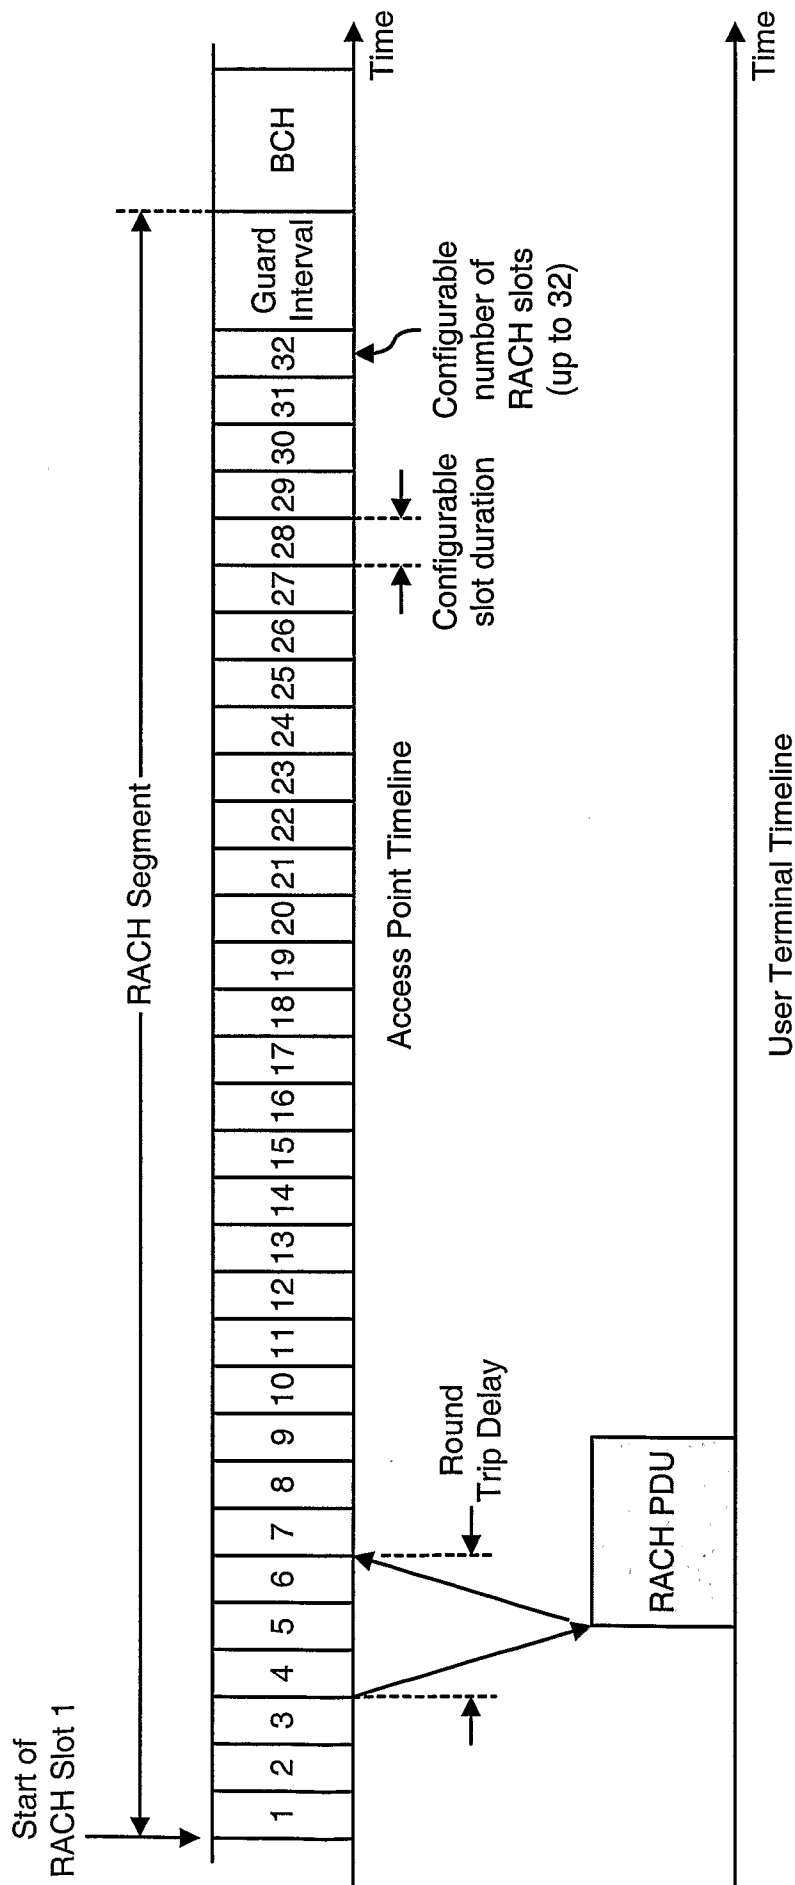 Start of
RACH Slot 1
RACH Segment
1 2 3 4 5 6 7 8 9 10 11 12 13 14 15 16 17 18 19 20 21 22 23 24 25 26 27 28 29 30 31 32
Guard
Interval
BCH
Time
Access Point Timeline
Round
Trip Delay
Configurable
slot duration
Configurable
number of
RACH slots
(up to 32)
RACH PDU
Time
User Terminal Timeline